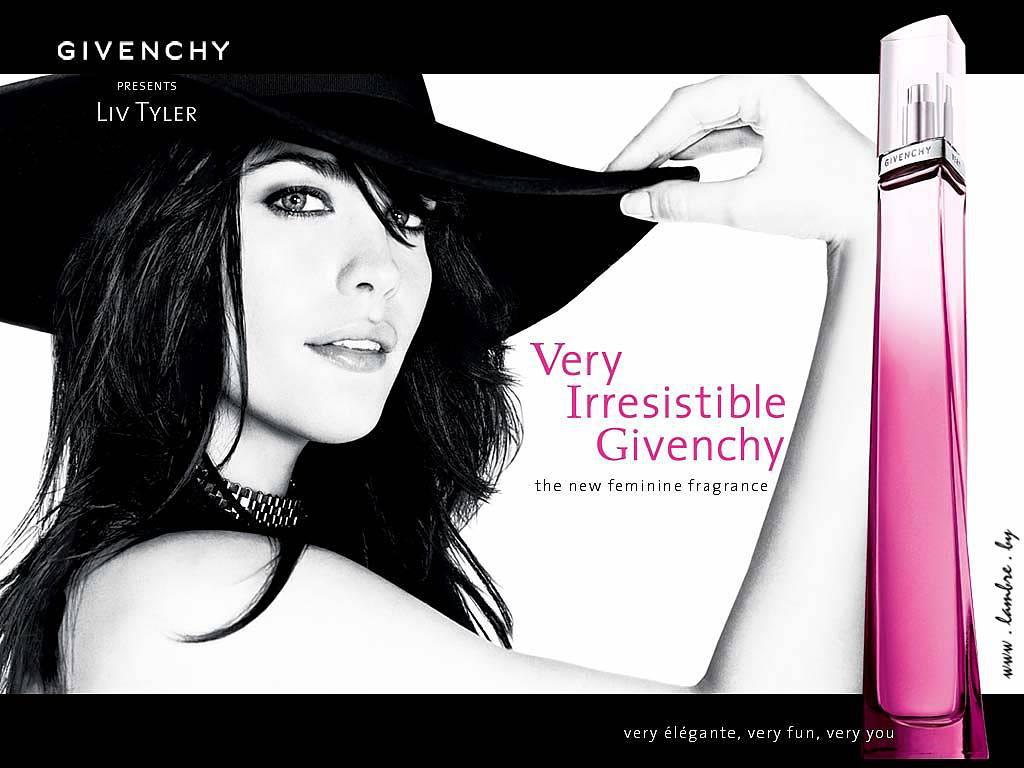 GIVENCHY
PRESENTS
LIV TYLER
GIVENCHY
Very
Irresistible
Givenchy
the new feminine fragrance
www.lambre.by
very élégante, very fun, very you